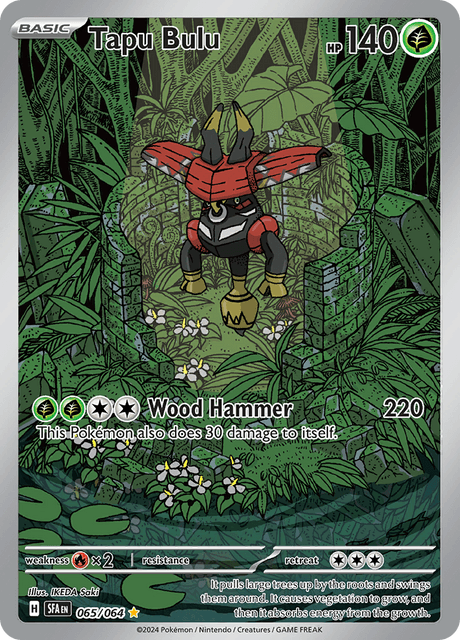 BASIC Tapu Bulu HP 140
Wood Hammer 220
This Pokémon also does 30 damage to itself.
weakness ×2 resistance retreat
Illus. IKEDA Saki
It pulls large trees up by the roots and swings
H SFA EN 065/064 them around. It causes vegetation to grow, and
then it absorbs energy from the growth.
©2024 Pokémon / Nintendo / Creatures / GAME FREAK